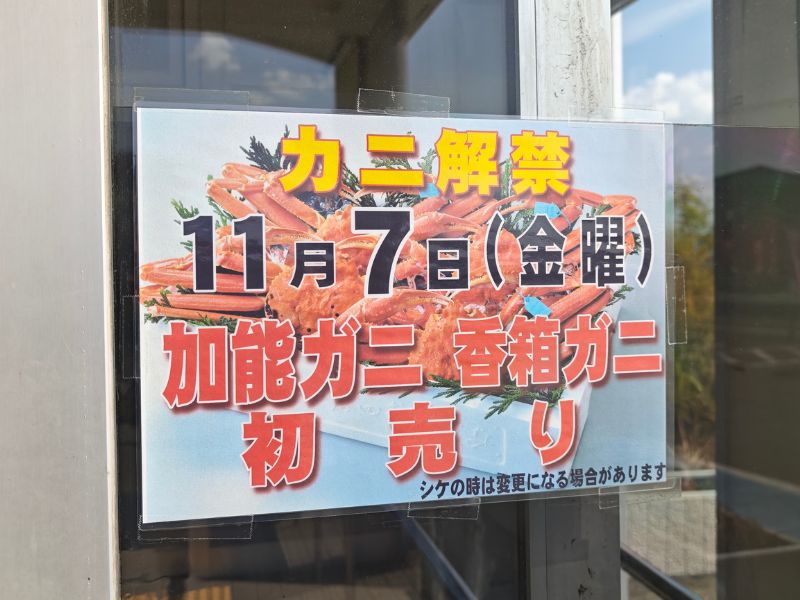 カニ解禁
11月7日(金曜)
加能ガニ 香箱ガニ
初売り
シケの時は変更になる場合があります